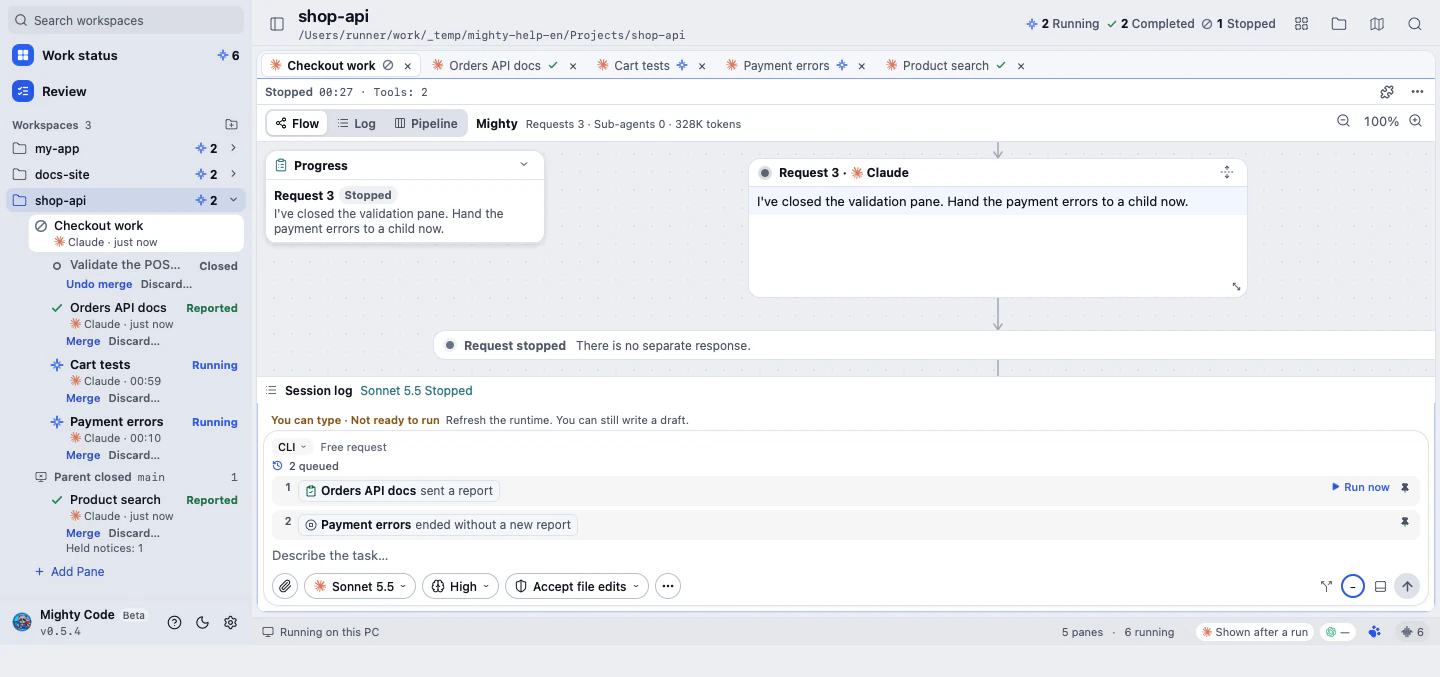 Search workspaces
Work status 6
Review
Workspaces 3
my-app 2
docs-site 2
shop-api 2
Checkout work
Claude · just now
Validate the POS... Closed
Undo merge Discard...
Orders API docs Reported
Claude · just now
Merge Discard...
Cart tests Running
Claude · 00:59
Merge Discard...
Payment errors Running
Claude · 00:10
Merge Discard...
Parent closed main 1
Product search Reported
Claude · just now
Merge Discard...
Held notices: 1
+ Add Pane
Mighty Code Beta
v0.5.4
shop-api
/Users/runner/work/_temp/mighty-help-en/Projects/shop-api
2 Running 2 Completed 1 Stopped
Checkout work Orders API docs Cart tests Payment errors Product search
Stopped 00:27 · Tools: 2
Flow Log Pipeline Mighty Requests 3 · Sub-agents 0 · 328K tokens
100%
Progress
Request 3 Stopped
I've closed the validation pane. Hand the
payment errors to a child now.
Request 3 · Claude
I've closed the validation pane. Hand the payment errors to a child now.
Request stopped There is no separate response.
Session log Sonnet 5.5 Stopped
You can type · Not ready to run Refresh the runtime. You can still write a draft.
CLI Free request
2 queued
1 Orders API docs sent a report Run now
2 Payment errors ended without a new report
Describe the task...
Sonnet 5.5 High Accept file edits
Running on this PC
5 panes · 6 running Shown after a run — 6